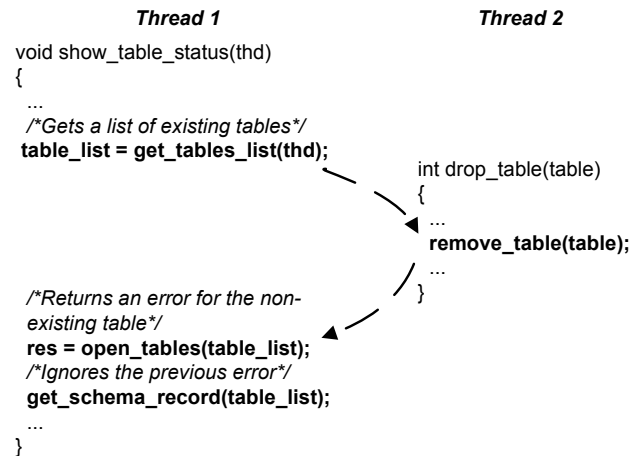 Thread 1
Thread 2
void show_table_status(thd)
{
...
/*Gets a list of existing tables*/
table_list = get_tables_list(thd);
int drop_table(table)
{
...
remove_table(table);
...
}
/*Returns an error for the non-
existing table*/
res = open_tables(table_list);
/*Ignores the previous error*/
get_schema_record(table_list);
...
}